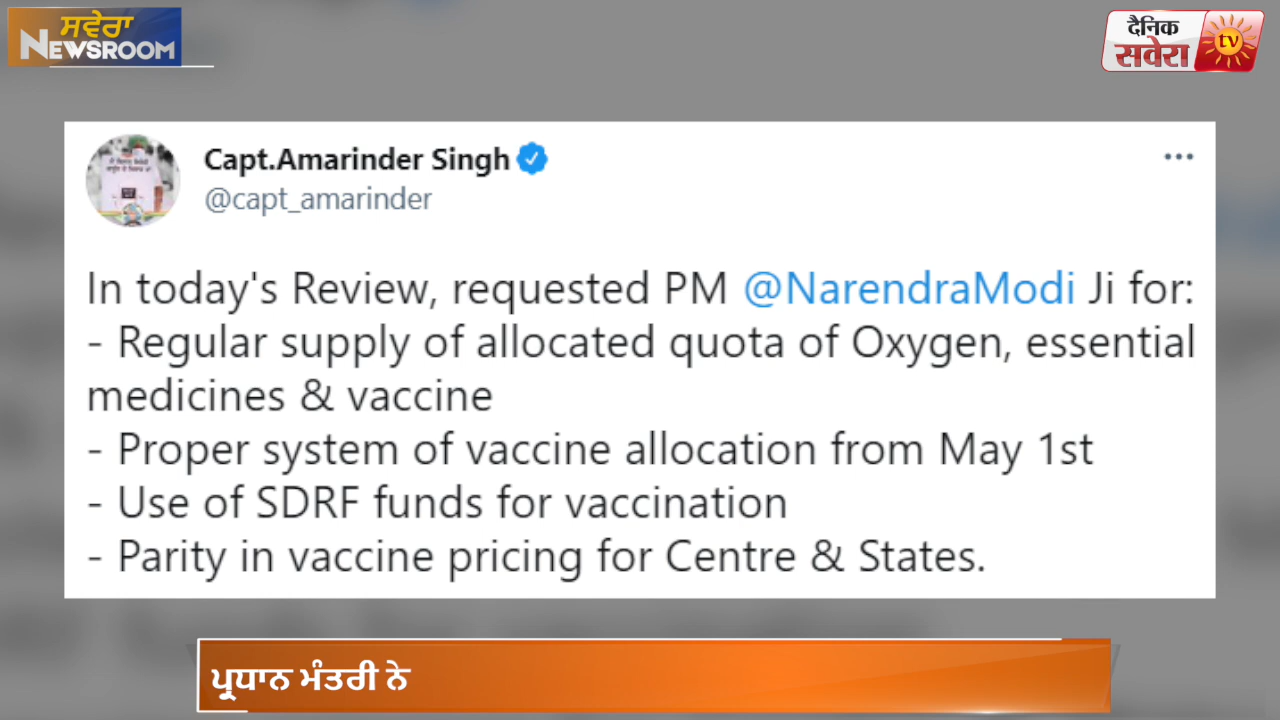 ਸਵੇਰਾ
NEWSROOM
दैनिक
सवेरा
tv
Capt.Amarinder Singh
@capt_amarinder
In today's Review, requested PM @NarendraModi Ji for:
- Regular supply of allocated quota of Oxygen, essential
medicines & vaccine
- Proper system of vaccine allocation from May 1st
- Use of SDRF funds for vaccination
- Parity in vaccine pricing for Centre & States.
ਪ੍ਰਧਾਨ ਮੰਤਰੀ ਨੇ